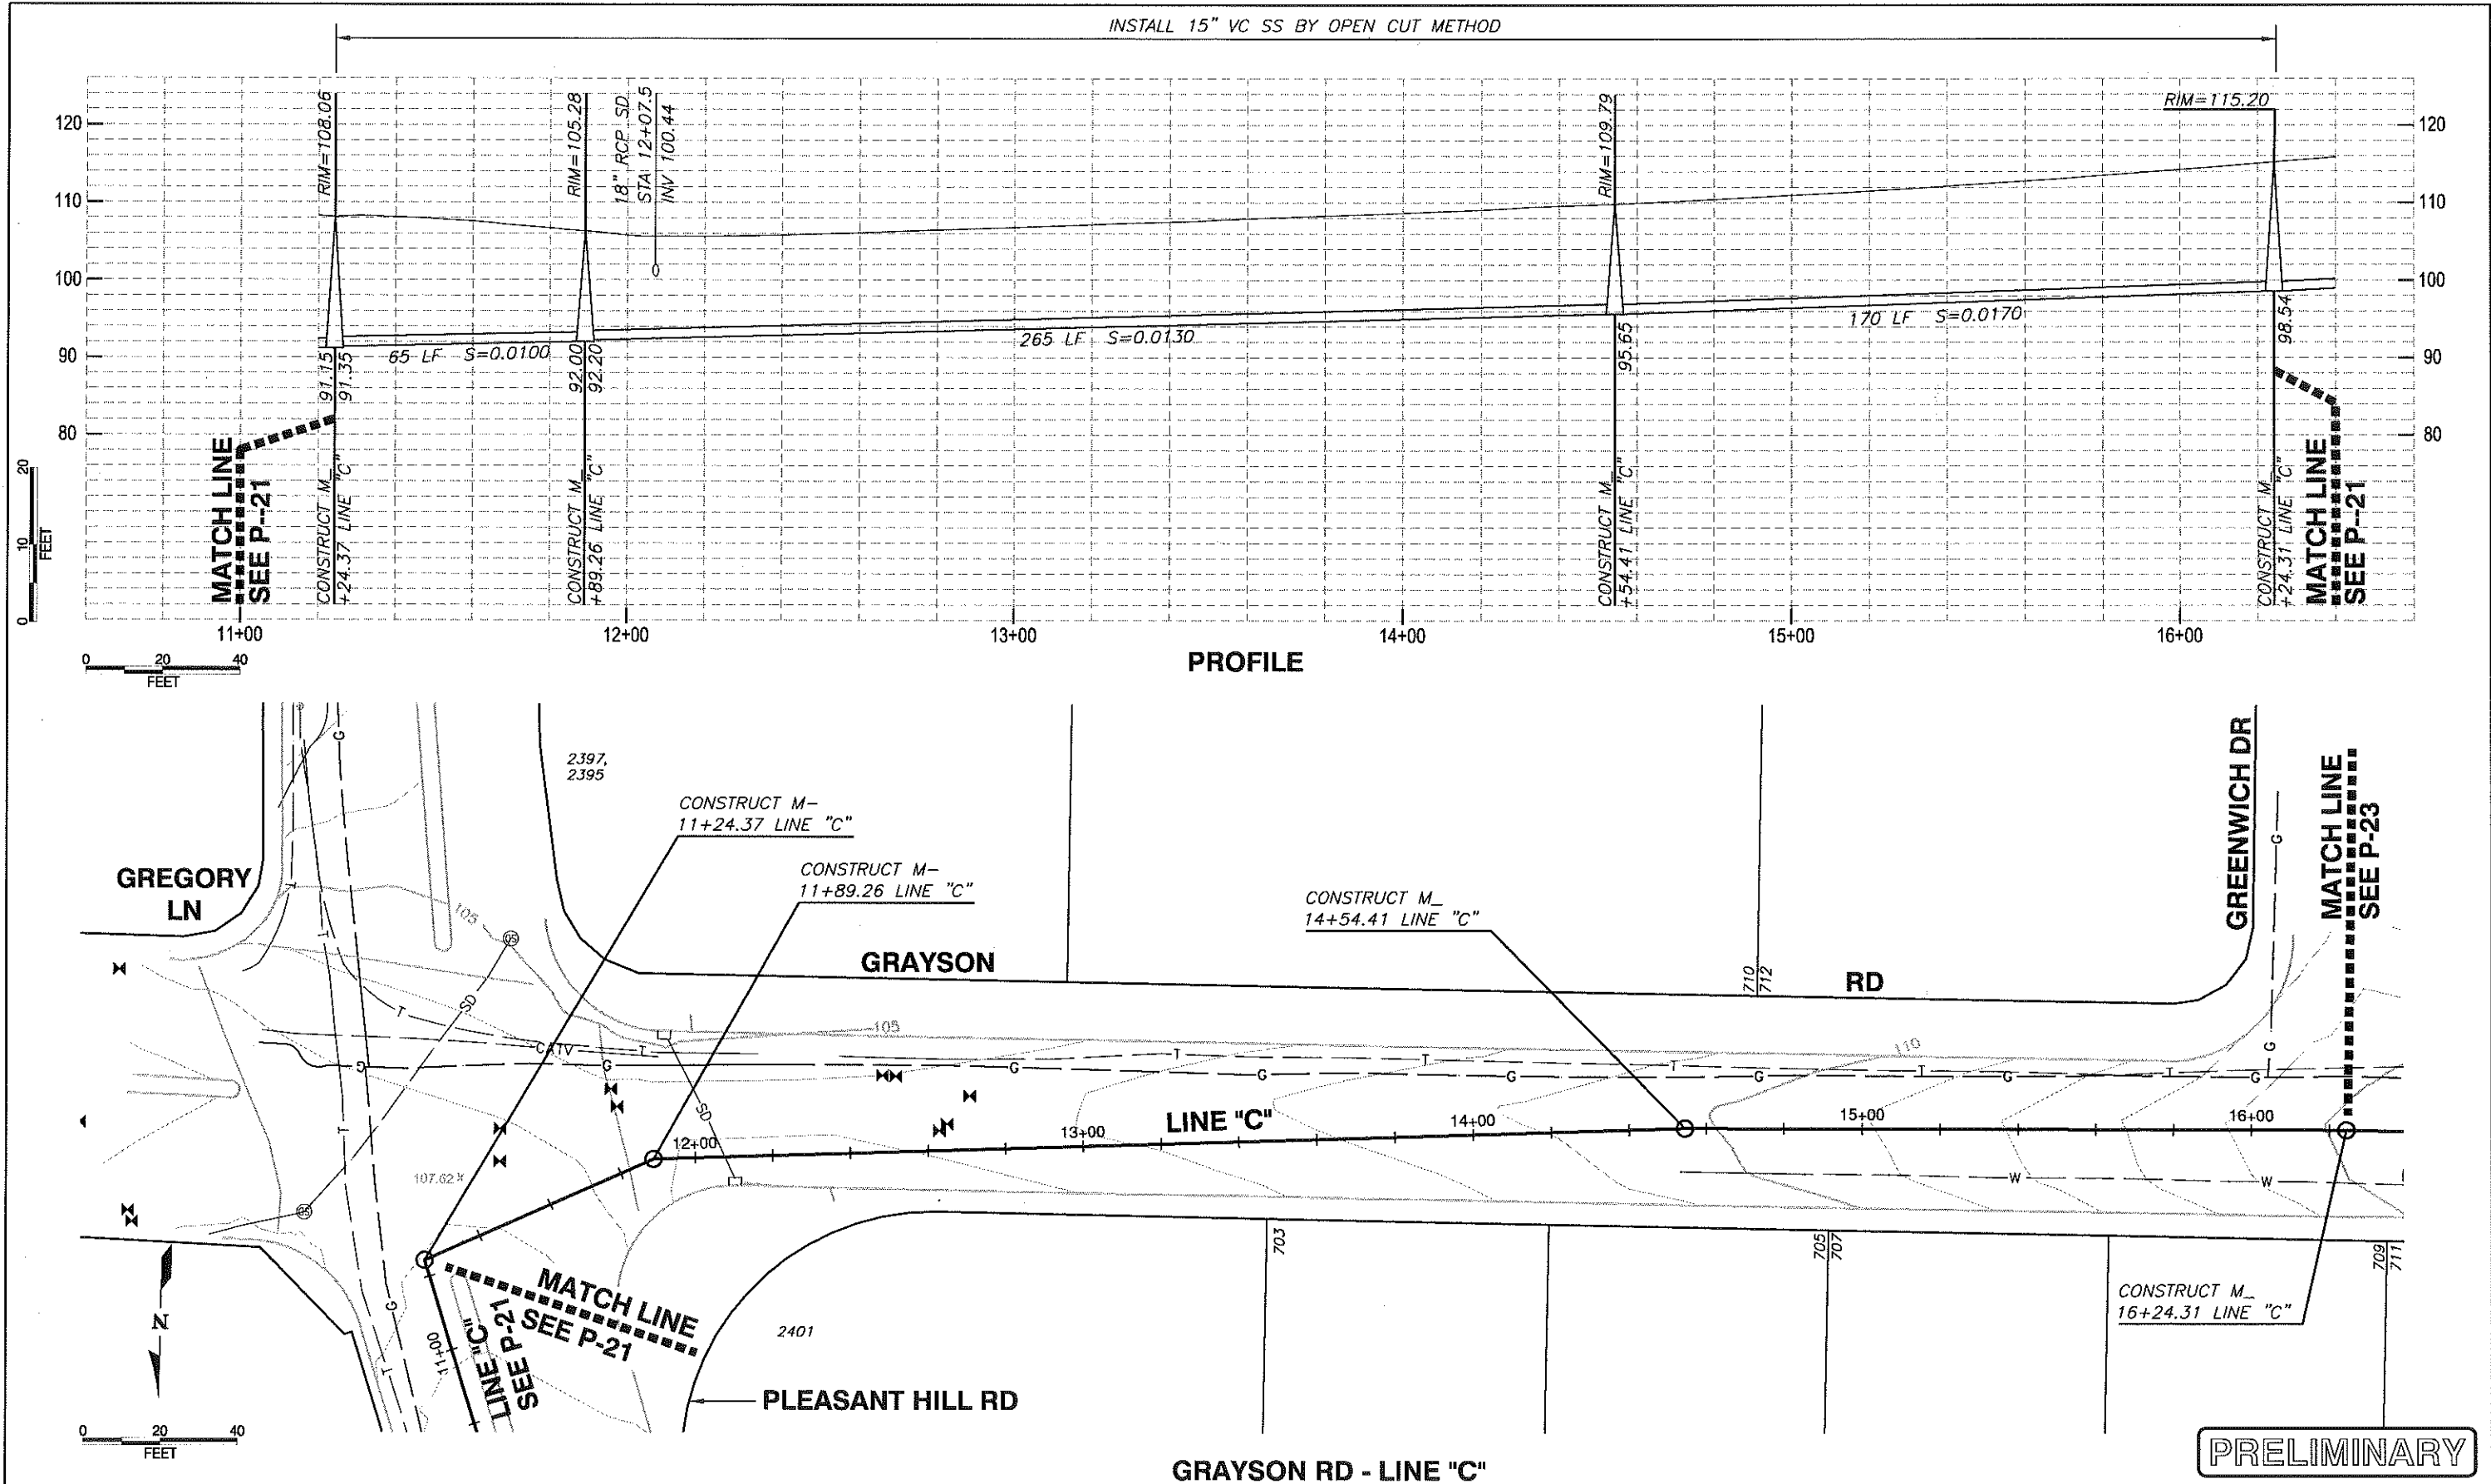 INSTALL 15" VC SS BY OPEN CUT METHOD
RIM=108.06
RIM=105.28
18" RCP SD
STA 12+07.5
INV 100.44
RIM=109.79
RIM=115.20
120
110
100
90
80
120
110
100
90
80
65 LF S=0.0100
265 LF S=0.0130
170 LF S=0.0170
91.15
91.35
92.00
92.20
95.65
98.54
MATCH LINE
SEE P--21
CONSTRUCT M_
+24.37 LINE "C"
CONSTRUCT M_
+89.26 LINE "C"
CONSTRUCT M_
+54.41 LINE "C"
CONSTRUCT M_
+24.31 LINE "C"
MATCH LINE
SEE P--21
0 10 20
FEET
11+00
12+00
13+00
14+00
15+00
16+00
0 20 40
FEET
PROFILE
2397,
2395
CONSTRUCT M-
11+24.37 LINE "C"
CONSTRUCT M-
11+89.26 LINE "C"
CONSTRUCT M_
14+54.41 LINE "C"
GREENWICH DR
MATCH LINE
SEE P-23
GREGORY
LN
GRAYSON
RD
710
712
105
105
110
SD
SD
CATV
T
T
T
T
T
T
T
T
T
T
T
T
G
G
G
G
G
G
G
G
G
G
G
G
G
W
W
LINE "C"
12+00
13+00
14+00
15+00
16+00
107.62
703
705
707
709
711
N
11+00
LINE "C"
SEE P-21
MATCH LINE
SEE P-21
2401
PLEASANT HILL RD
CONSTRUCT M_
16+24.31 LINE "C"
0 20 40
FEET
GRAYSON RD - LINE "C"
PRELIMINARY